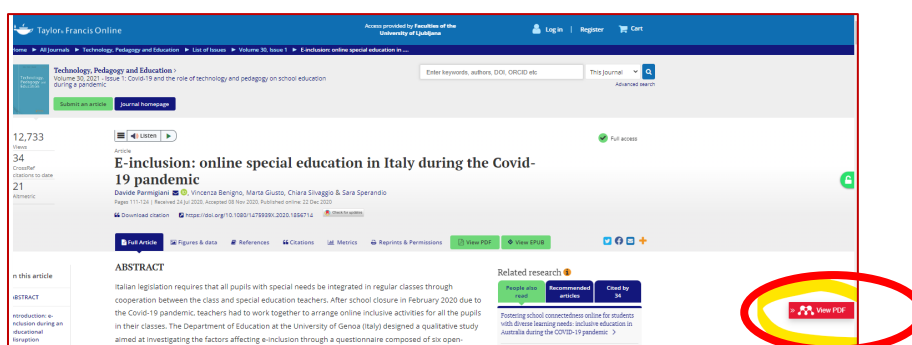 Taylor & Francis Online
Access provided by Faculties of the
University of Ljubljana
Log in | Register Cart
Home All Journals Technology, Pedagogy and Education List of Issues Volume 30, Issue 1 E-inclusion: online special education in ....
Technology, Pedagogy and Education
Volume 30, 2021 - Issue 1: Covid-19 and the role of technology and pedagogy on school education
during a pandemic
Enter keywords, authors, DOI, ORCID etc
This Journal
Advanced search
Submit an article
Journal homepage
12,733
Views
34
CrossRef
citations to date
21
Altmetric
Listen
Full access
Article
E-inclusion: online special education in Italy during the Covid-
19 pandemic
Davide Parmigiani, Vincenza Benigno, Marta Giusto, Chiara Silvaggio & Sara Sperandio
Pages 111-124 | Received 24 Jul 2020, Accepted 08 Nov 2020, Published online: 22 Dec 2020
Download citation
https://doi.org/10.1080/1475939X.2020.1856714
Check for updates
Full Article
Figures & data
References
Citations
Metrics
Reprints & Permissions
View PDF
View EPUB
n this article
ABSTRACT
ntroduction: e-
nclusion during an
educational
disruption
ABSTRACT
Italian legislation requires that all pupils with special needs be integrated in regular classes through
cooperation between the class and special education teachers. After school closure in February 2020 due to
the Covid-19 pandemic, teachers had to work together to arrange online inclusive activities for all the pupils
in their classes. The Department of Education at the University of Genoa (Italy) designed a qualitative study
aimed at investigating the factors affecting e-inclusion through a questionnaire composed of six open-
Related research
People also
read
Recommended
articles
Cited by
34
Fostering school connectedness online for students
with diverse learning needs: inclusive education in
Australia during the COVID-19 pandemic
» View PDF